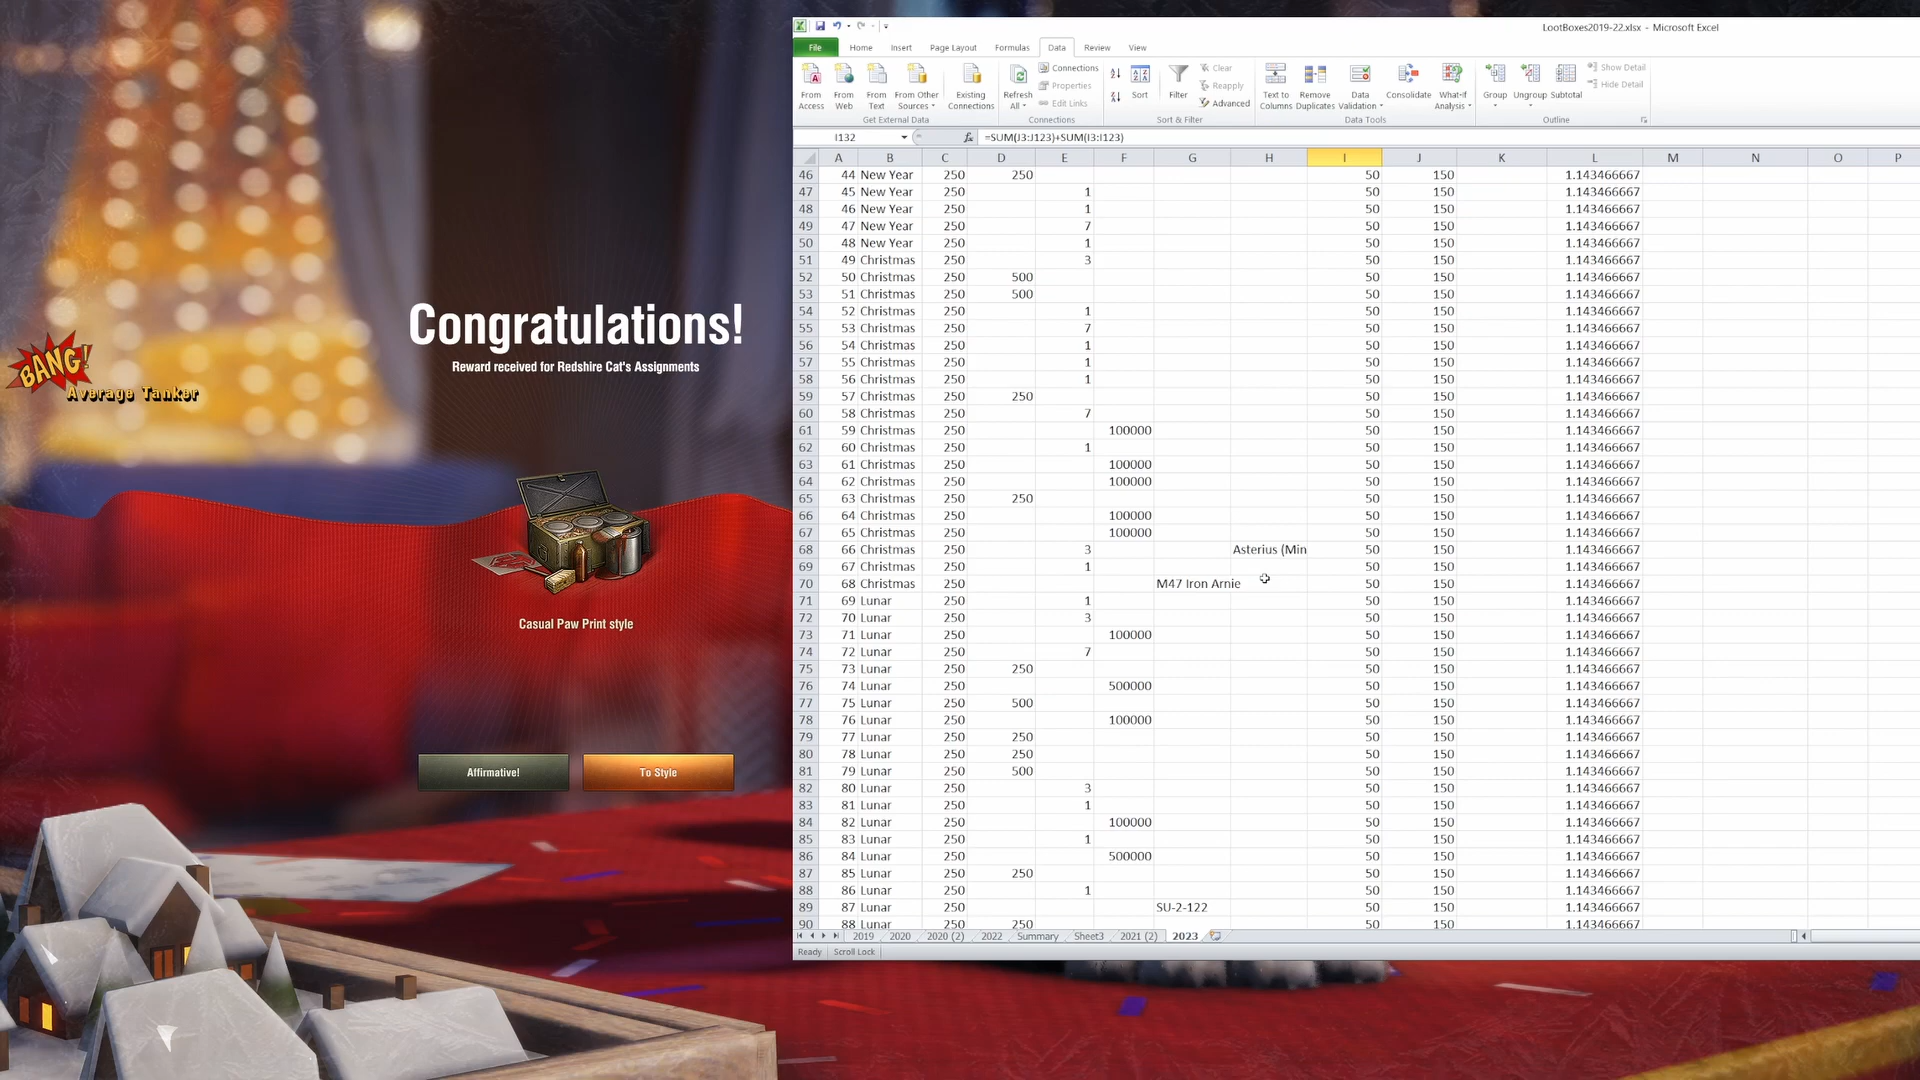 Congratulations!
Reward received for Redshire Cat's Assignments
BANG!
Average Tanker
Casual Paw Print style
Affirmative!
To Style
LootBoxes2019-22.xlsx - Microsoft Excel
File Home Insert Page Layout Formulas Data Review View
From Access
From Web
From Text
From Other Sources
Existing Connections
Get External Data
Refresh All
Connections
Properties
Edit Links
Connections
Sort
Filter
Clear
Reapply
Advanced
Sort & Filter
Text to Columns
Remove Duplicates
Data Validation
Consolidate
What-If Analysis
Data Tools
Group
Ungroup
Subtotal
Show Detail
Hide Detail
Outline
I132 fx =SUM(J3:J123)+SUM(I3:I123)
A B C D E F G H I J K L M N O P
46 44 New Year 250 250 50 150 1.143466667
47 45 New Year 250 1 50 150 1.143466667
48 46 New Year 250 1 50 150 1.143466667
49 47 New Year 250 7 50 150 1.143466667
50 48 New Year 250 1 50 150 1.143466667
51 49 Christmas 250 3 50 150 1.143466667
52 50 Christmas 250 500 50 150 1.143466667
53 51 Christmas 250 500 50 150 1.143466667
54 52 Christmas 250 1 50 150 1.143466667
55 53 Christmas 250 7 50 150 1.143466667
56 54 Christmas 250 1 50 150 1.143466667
57 55 Christmas 250 1 50 150 1.143466667
58 56 Christmas 250 1 50 150 1.143466667
59 57 Christmas 250 250 50 150 1.143466667
60 58 Christmas 250 7 50 150 1.143466667
61 59 Christmas 250 100000 50 150 1.143466667
62 60 Christmas 250 1 50 150 1.143466667
63 61 Christmas 250 100000 50 150 1.143466667
64 62 Christmas 250 100000 50 150 1.143466667
65 63 Christmas 250 250 50 150 1.143466667
66 64 Christmas 250 100000 50 150 1.143466667
67 65 Christmas 250 100000 50 150 1.143466667
68 66 Christmas 250 3 Asterius (Min 50 150 1.143466667
69 67 Christmas 250 1 50 150 1.143466667
70 68 Christmas 250 M47 Iron Arnie 50 150 1.143466667
71 69 Lunar 250 1 50 150 1.143466667
72 70 Lunar 250 3 50 150 1.143466667
73 71 Lunar 250 100000 50 150 1.143466667
74 72 Lunar 250 7 50 150 1.143466667
75 73 Lunar 250 250 50 150 1.143466667
76 74 Lunar 250 500000 50 150 1.143466667
77 75 Lunar 250 500 50 150 1.143466667
78 76 Lunar 250 100000 50 150 1.143466667
79 77 Lunar 250 250 50 150 1.143466667
80 78 Lunar 250 250 50 150 1.143466667
81 79 Lunar 250 500 50 150 1.143466667
82 80 Lunar 250 3 50 150 1.143466667
83 81 Lunar 250 1 50 150 1.143466667
84 82 Lunar 250 100000 50 150 1.143466667
85 83 Lunar 250 1 50 150 1.143466667
86 84 Lunar 250 500000 50 150 1.143466667
87 85 Lunar 250 250 50 150 1.143466667
88 86 Lunar 250 1 50 150 1.143466667
89 87 Lunar 250 SU-2-122 50 150 1.143466667
90 88 Lunar 250 250 50 150 1.143466667
2019 2020 2020 (2) 2022 Summary Sheet3 2021 (2) 2023
Ready Scroll Lock